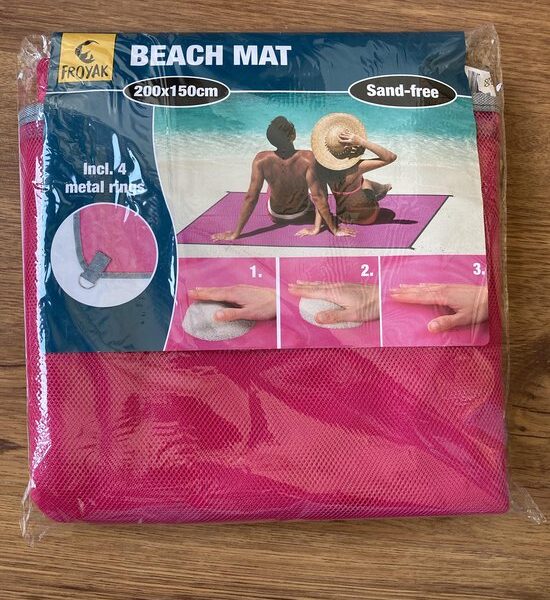 FROYAK
BEACH MAT
200x150cm
Sand-free
Incl. 4
metal rings
1.
2.
3.